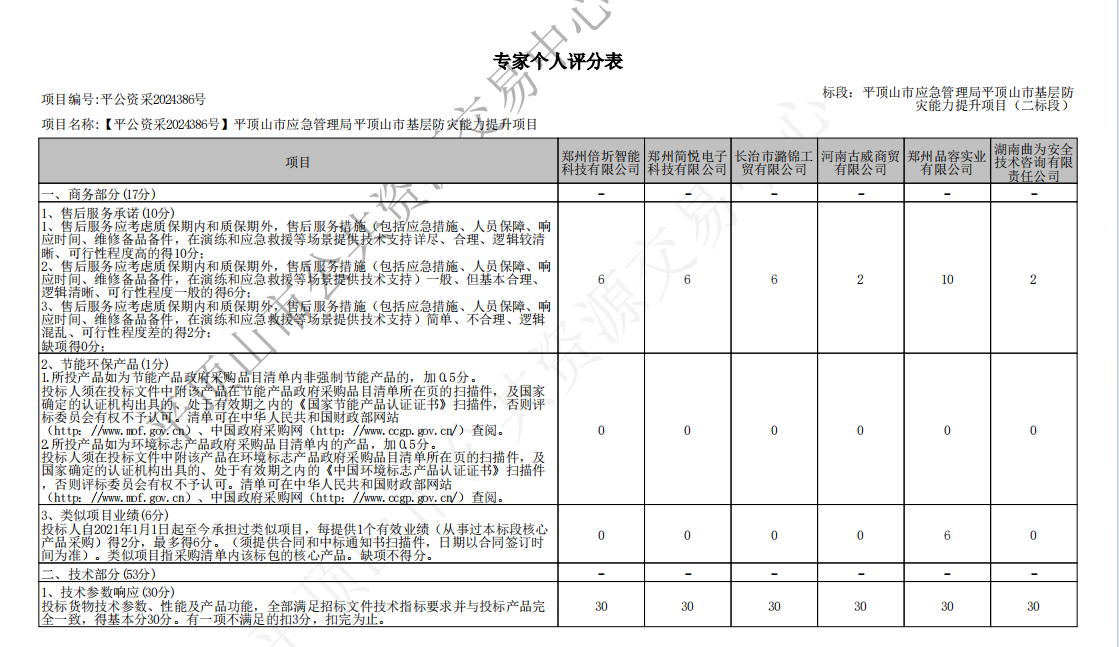 专家个人评分表
项目编号:平公资采2024386号
标段：平顶山市应急管理局平顶山市基层防
灾能力提升项目（二标段）
项目名称:【平公资采2024386号】平顶山市应急管理局平顶山市基层防灾能力提升项目
项目
郑州倍圻智能
科技有限公司
郑州简悦电子
科技有限公司
长治市潞锦工
贸有限公司
河南古威商贸
有限公司
郑州品容实业
有限公司
湖南曲为安全
技术咨询有限
责任公司
一、商务部分(17分) – – – – – –
1、售后服务承诺(10分)
1、售后服务应考虑质保期内和质保期外，售后服务措施（包括应急措施、人员保障、响
应时间、维修备品备件，在演练和应急救援等场景提供技术支持详尽、合理、逻辑较清
晰、可行性程度高的得10分;
2、售后服务应考虑质保期内和质保期外，售后服务措施（包括应急措施、人员保障、响
应时间、维修备品备件，在演练和应急救援等场景提供技术支持）一般、但基本合理、
逻辑清晰、可行性程度一般的得6分;
3、售后服务应考虑质保期内和质保期外，售后服务措施（包括应急措施、人员保障、响
应时间、维修备品备件，在演练和应急救援等场景提供技术支持）简单、不合理、逻辑
混乱、可行性程度差的得2分;
缺项得0分;
6 6 6 2 10 2
2、节能环保产品(1分)
1.所投产品如为节能产品政府采购品目清单内非强制节能产品的，加0.5分。
投标人须在投标文件中附该产品在节能产品政府采购品目清单所在页的扫描件，及国家
确定的认证机构出具的、处于有效期之内的《国家节能产品认证证书》扫描件，否则评
标委员会有权不予认可。清单可在中华人民共和国财政部网站
（http: //www.mof.gov.cn）、中国政府采购网（http: //www.ccgp.gov.cn/）查阅。
2.所投产品如为环境标志产品政府采购品目清单内的产品，加0.5分。
投标人须在投标文件中附该产品在环境标志产品政府采购品目清单所在页的扫描件，及
国家确定的认证机构出具的、处于有效期之内的《中国环境标志产品认证证书》扫描件
，否则评标委员会有权不予认可。清单可在中华人民共和国财政部网站
（http: //www.mof.gov.cn）、中国政府采购网（http: //www.ccgp.gov.cn/）查阅。
0 0 0 0 0 0
3、类似项目业绩(6分)
投标人自2021年1月1日起至今承担过类似项目，每提供1个有效业绩（从事过本标段核心
产品采购）得2分，最多得6分。（须提供合同和中标通知书扫描件，日期以合同签订时
间为准）。类似项目指采购清单内该标包的核心产品。缺项不得分。
0 0 0 0 6 0
二、技术部分(53分) – – – – – –
1、技术参数响应(30分)
投标货物技术参数、性能及产品功能，全部满足招标文件技术指标要求并与投标产品完
全一致，得基本分30分。有一项不满足的扣3分，扣完为止。
30 30 30 30 30 30
平顶山市公共资源交易中心
平顶山市公共资源交易中心